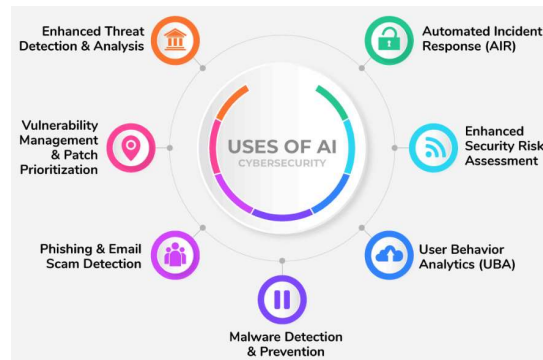 Enhanced Threat
Detection & Analysis
Automated Incident
Response (AIR)
Vulnerability
Management
& Patch
Prioritization
USES OF AI
CYBERSECURITY
Enhanced
Security Risk
Assessment
Phishing & Email
Scam Detection
User Behavior
Analytics (UBA)
Malware Detection
& Prevention